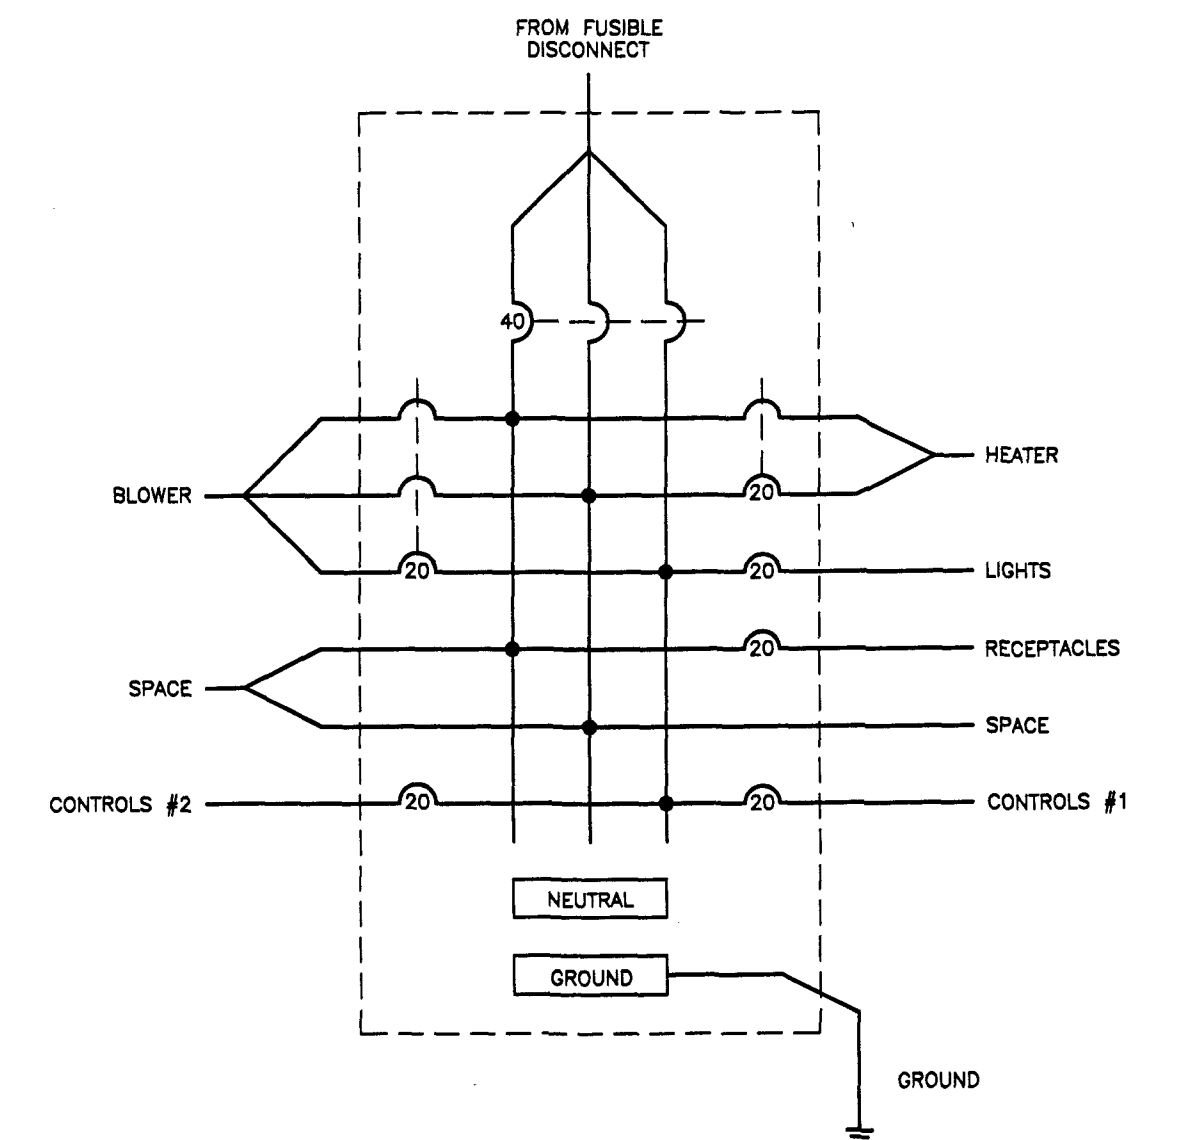 FROM FUSIBLE
DISCONNECT
40
HEATER
BLOWER
20
20
20
LIGHTS
20
RECEPTACLES
SPACE
SPACE
CONTROLS #2
20
20
CONTROLS #1
NEUTRAL
GROUND
GROUND